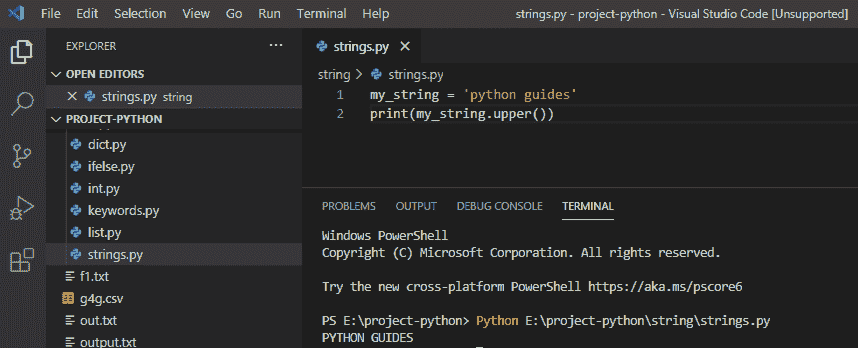 File Edit Selection View Go Run Terminal Help strings.py - project-python - Visual Studio Code [Unsupported]
EXPLORER ...
OPEN EDITORS
strings.py string
PROJECT-PYTHON
dict.py
ifelse.py
int.py
keywords.py
list.py
strings.py
f1.txt
g4g.csv
out.txt
output.txt
strings.py
string > strings.py
1 my_string = 'python guides'
2 print(my_string.upper())
PROBLEMS OUTPUT DEBUG CONSOLE TERMINAL
Windows PowerShell
Copyright (C) Microsoft Corporation. All rights reserved.
Try the new cross-platform PowerShell https://aka.ms/pscore6
PS E:\project-python> Python E:\project-python\string\strings.py
PYTHON GUIDES